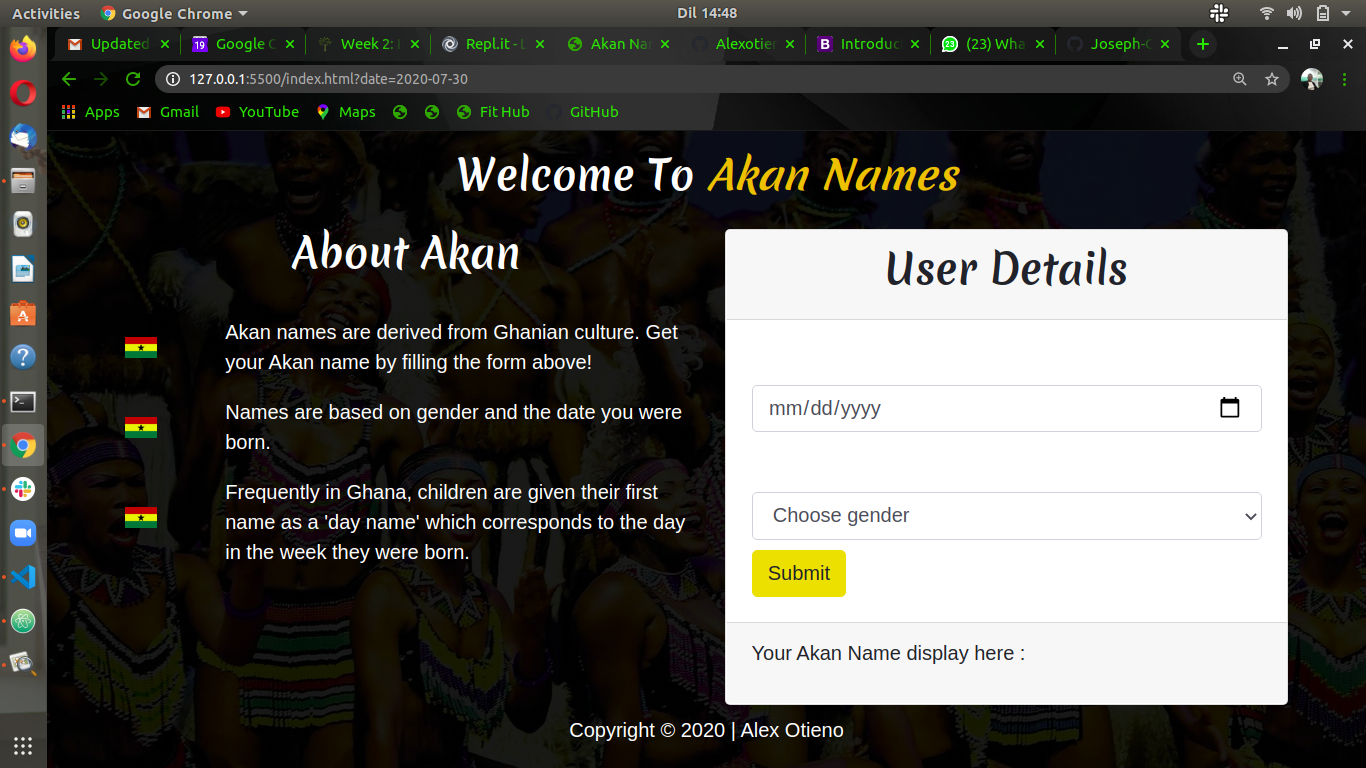 Activities
Google Chrome
Dil 14:48
Updated
Google C
Week 2:
Repl.it -
Akan Na
Alexotier
Introduc
(23) Wha
Joseph-
127.0.0.1:5500/index.html?date=2020-07-30
Apps
Gmail
YouTube
Maps
Fit Hub
GitHub
Welcome To Akan Names
About Akan
Akan names are derived from Ghanian culture. Get
your Akan name by filling the form above!
Names are based on gender and the date you were
born.
Frequently in Ghana, children are given their first
name as a 'day name' which corresponds to the day
in the week they were born.
User Details
mm/dd/yyyy
Choose gender
Submit
Your Akan Name display here :
Copyright © 2020 | Alex Otieno